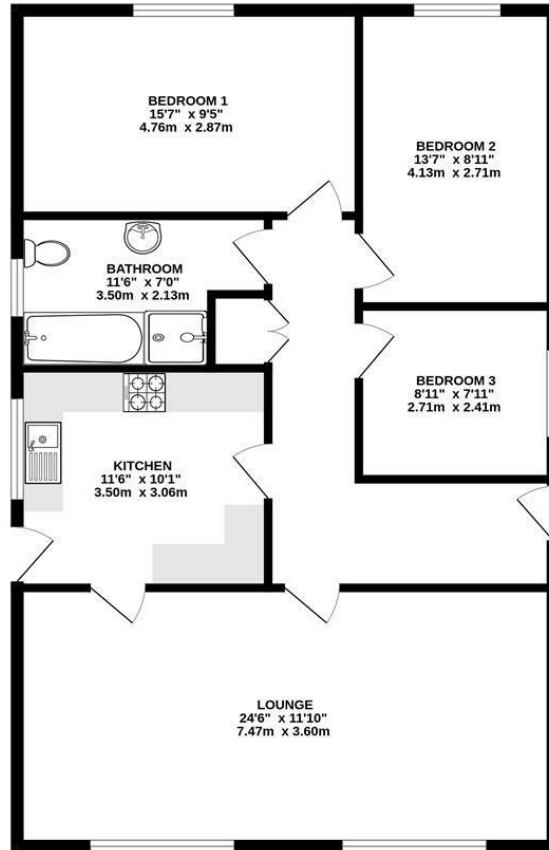 BEDROOM 1
15'7" x 9'5"
4.76m x 2.87m
BEDROOM 2
13'7" x 8'11"
4.13m x 2.71m
BATHROOM
11'6" x 7'0"
3.50m x 2.13m
BEDROOM 3
8'11" x 7'11"
2.71m x 2.41m
KITCHEN
11'6" x 10'1"
3.50m x 3.06m
LOUNGE
24'6" x 11'10"
7.47m x 3.60m